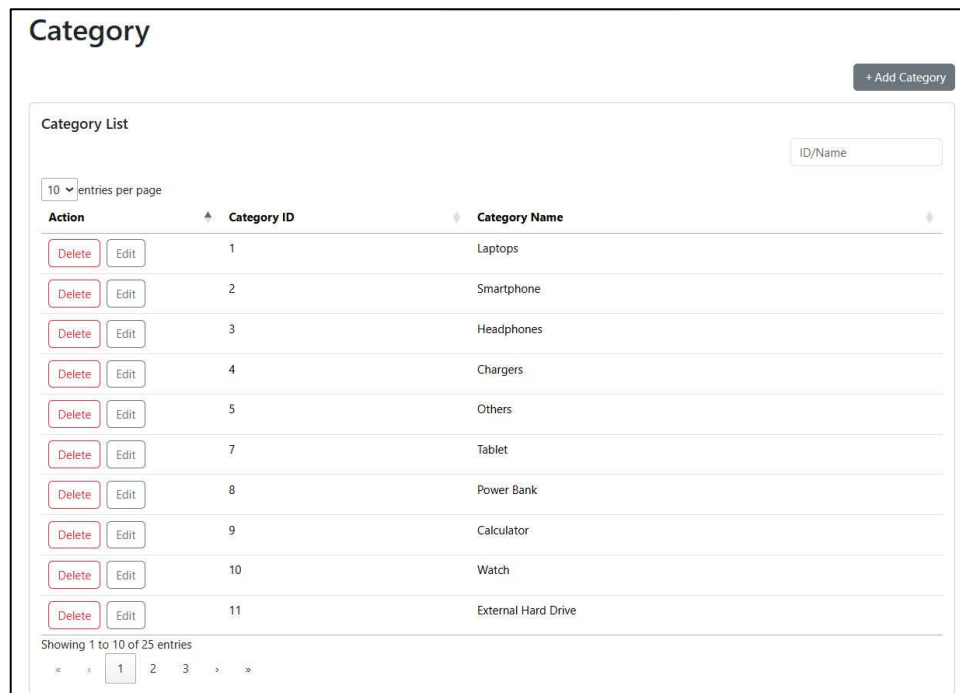 Category
+ Add Category
Category List
ID/Name
10 entries per page
Action Category ID Category Name
Delete Edit 1 Laptops
Delete Edit 2 Smartphone
Delete Edit 3 Headphones
Delete Edit 4 Chargers
Delete Edit 5 Others
Delete Edit 7 Tablet
Delete Edit 8 Power Bank
Delete Edit 9 Calculator
Delete Edit 10 Watch
Delete Edit 11 External Hard Drive
Showing 1 to 10 of 25 entries
« ‹ 1 2 3 › »